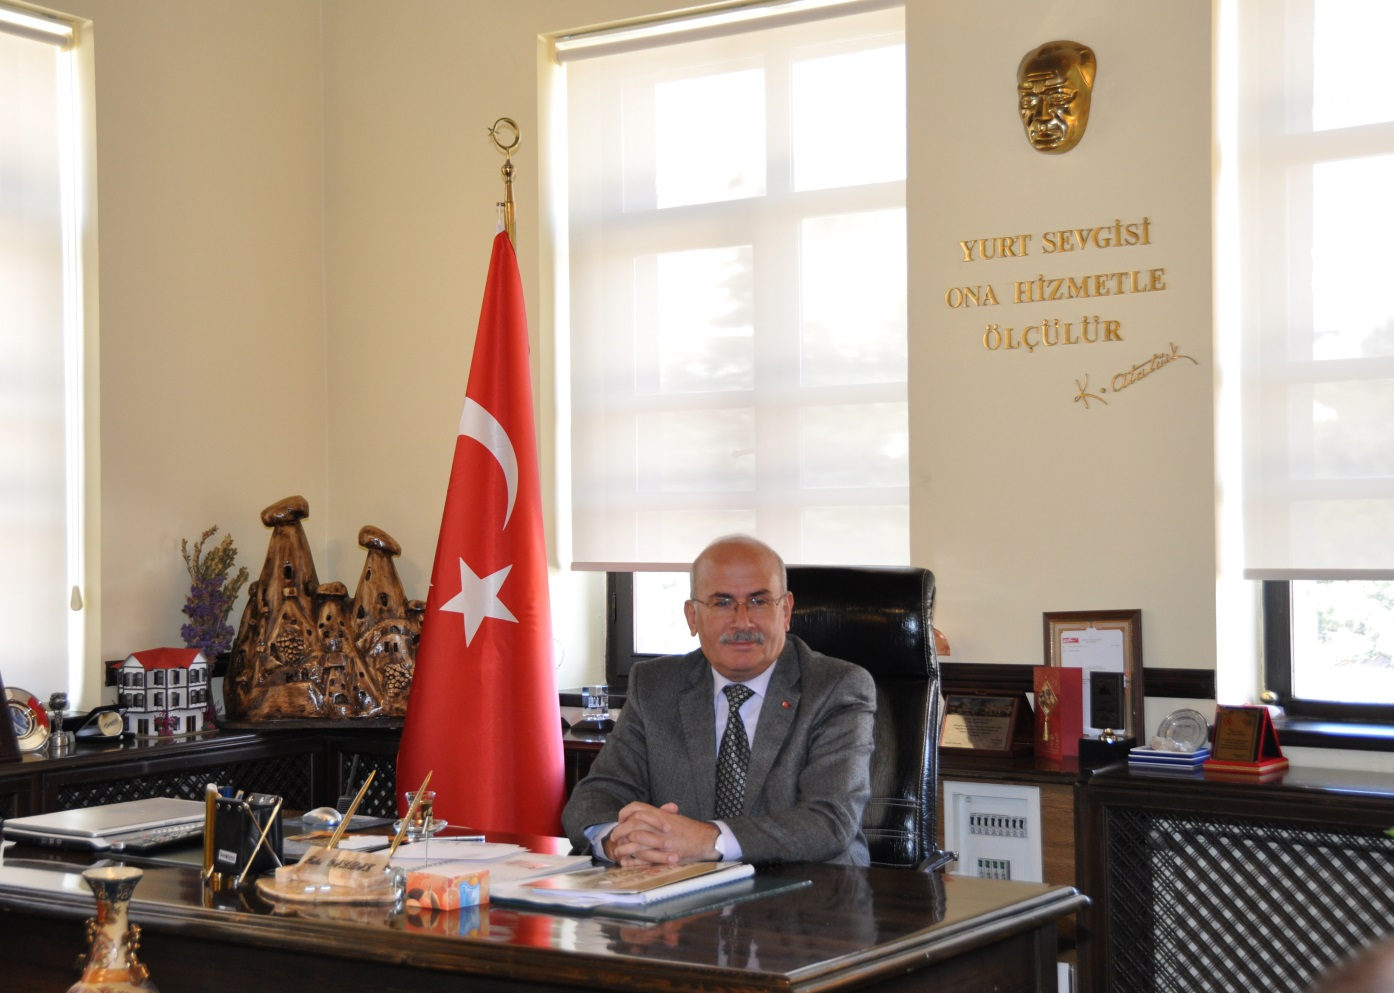 YURT SEVGİSİ
ONA HİZMETLE
ÖLÇÜLÜR
K. Atatürk